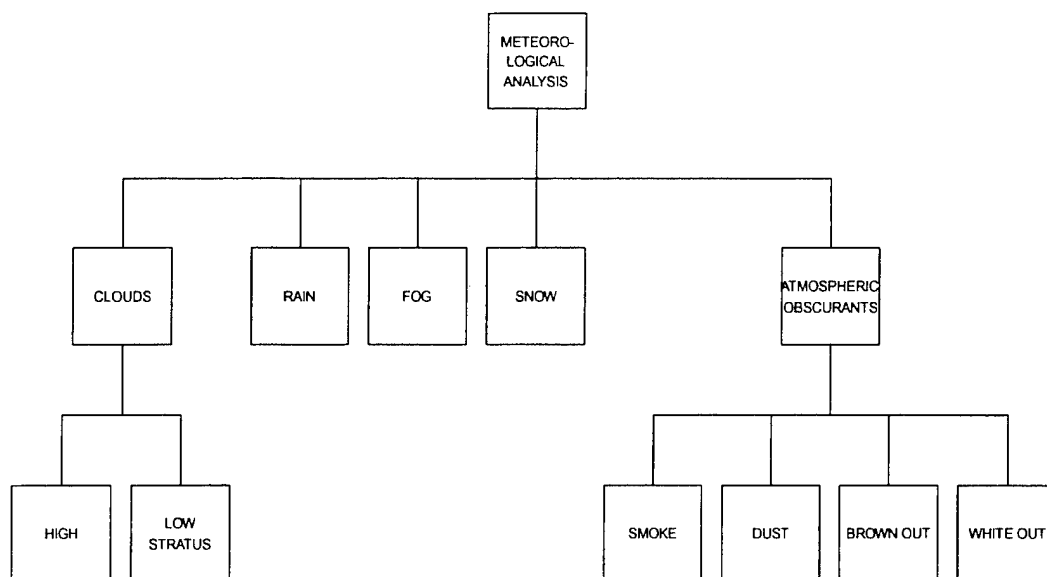 METEORO-
LOGICAL
ANALYSIS
CLOUDS
RAIN
FOG
SNOW
ATMOSPHERIC
OBSCURANTS
HIGH
LOW
STRATUS
SMOKE
DUST
BROWN OUT
WHITE OUT